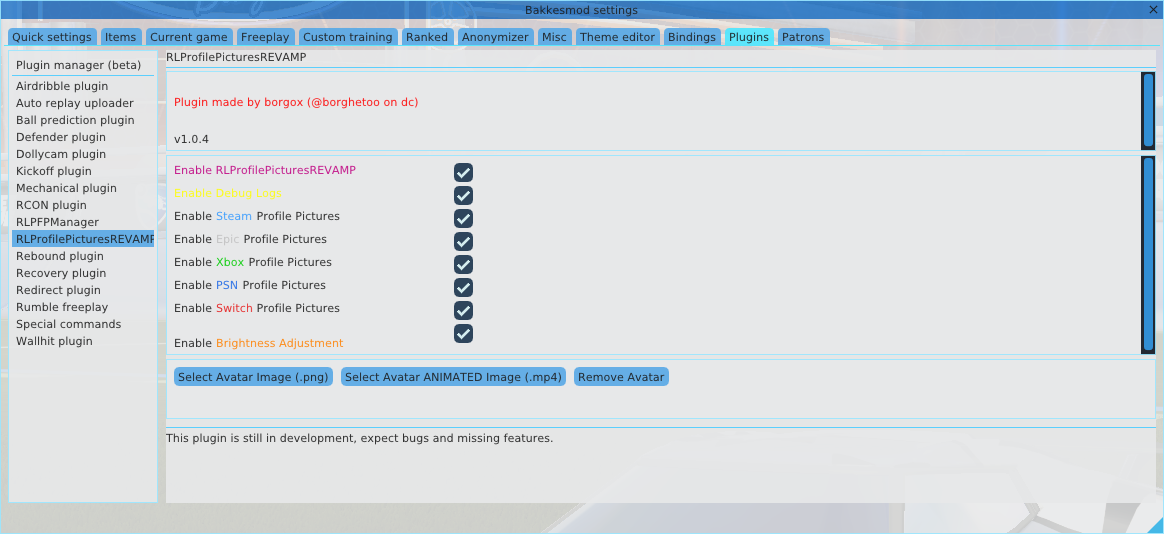 Bakkesmod settings
Quick settings Items Current game Freeplay Custom training Ranked Anonymizer Misc Theme editor Bindings Plugins Patrons
Plugin manager (beta)
Airdribble plugin
Auto replay uploader
Ball prediction plugin
Defender plugin
Dollycam plugin
Kickoff plugin
Mechanical plugin
RCON plugin
RLPFPManager
RLProfilePicturesREVAMP
Rebound plugin
Recovery plugin
Redirect plugin
Rumble freeplay
Special commands
Wallhit plugin
RLProfilePicturesREVAMP
Plugin made by borgox (@borghetoo on dc)
v1.0.4
Enable RLProfilePicturesREVAMP
Enable Debug Logs
Enable Steam Profile Pictures
Enable Epic Profile Pictures
Enable Xbox Profile Pictures
Enable PSN Profile Pictures
Enable Switch Profile Pictures
Enable Brightness Adjustment
Select Avatar Image (.png) Select Avatar ANIMATED Image (.mp4) Remove Avatar
This plugin is still in development, expect bugs and missing features.